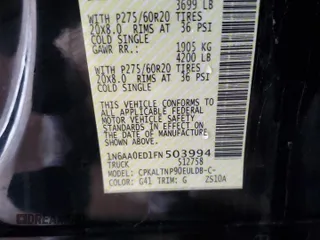 3699 LB
WITH P275/60R20 TIRES
20X8.0 RIMS AT 36 PSI
COLD SINGLE
GAWR RR: 1905 KG
4200 LB
WITH P275/60R20 TIRES
20X8.0 RIMS AT 36 PSI
COLD SINGLE
THIS VEHICLE CONFORMS TO
ALL APPLICABLE U.S.
FEDERAL MOTOR VEHICLE
SAFETY STANDARDS IN
EFFECT ON THE DATE OF
MANUFACTURE SHOWN
ABOVE.
1N6AA0ED1FN503994
TRUCK 512758
MODEL: CPKALTNP90EULDB-C-
COLOR: G41 TRIM: G ZS10A